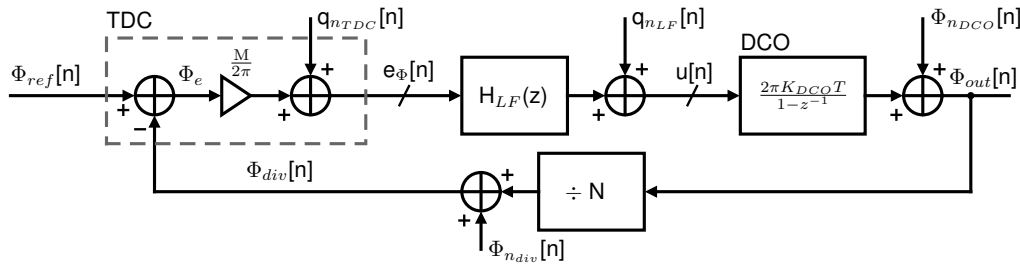 TDC
q_{n_{TDC}}[n]
q_{n_{LF}}[n]
Φ_{n_{DCO}}[n]
DCO
Φ_{ref}[n]
Φ_e
M/2π
e_Φ[n]
H_{LF}(z)
u[n]
2πK_{DCO}T / 1−z^{−1}
Φ_{out}[n]
+
+
+
+
+
+
+
−
Φ_{div}[n]
÷ N
+
+
Φ_{n_{div}}[n]